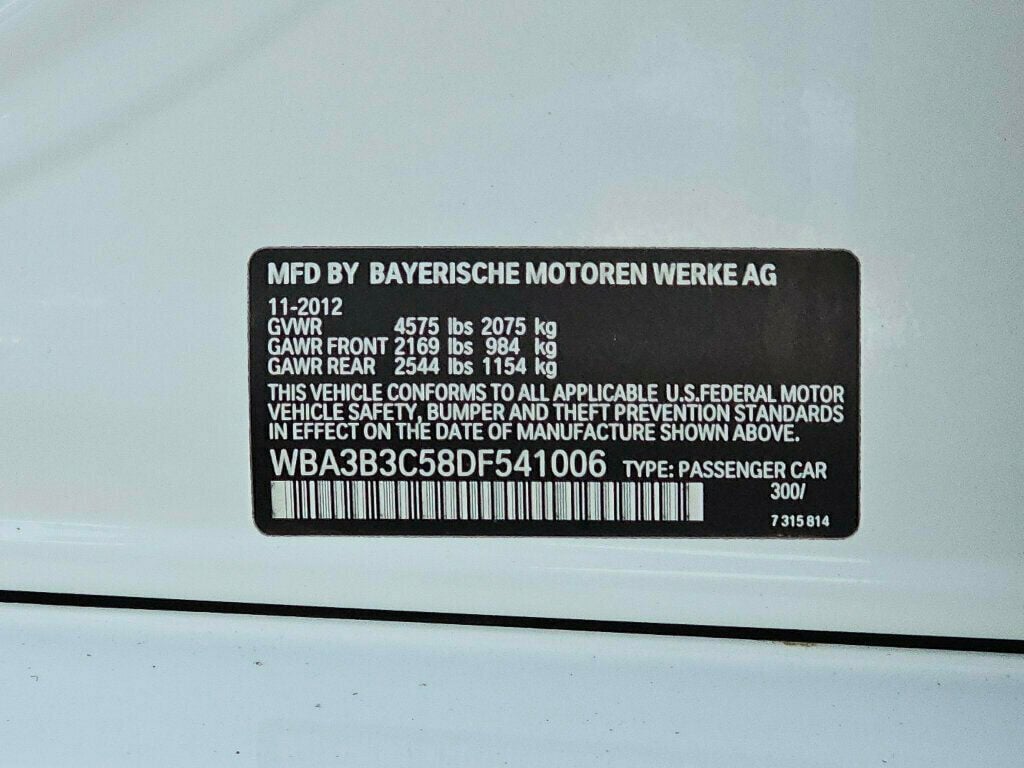 MFD BY BAYERISCHE MOTOREN WERKE AG
11-2012
GVWR 4575 lbs 2075 kg
GAWR FRONT 2169 lbs 984 kg
GAWR REAR 2544 lbs 1154 kg
THIS VEHICLE CONFORMS TO ALL APPLICABLE U.S.FEDERAL MOTOR
VEHICLE SAFETY, BUMPER AND THEFT PREVENTION STANDARDS
IN EFFECT ON THE DATE OF MANUFACTURE SHOWN ABOVE.
WBA3B3C58DF541006 TYPE: PASSENGER CAR
300/
7 315 814